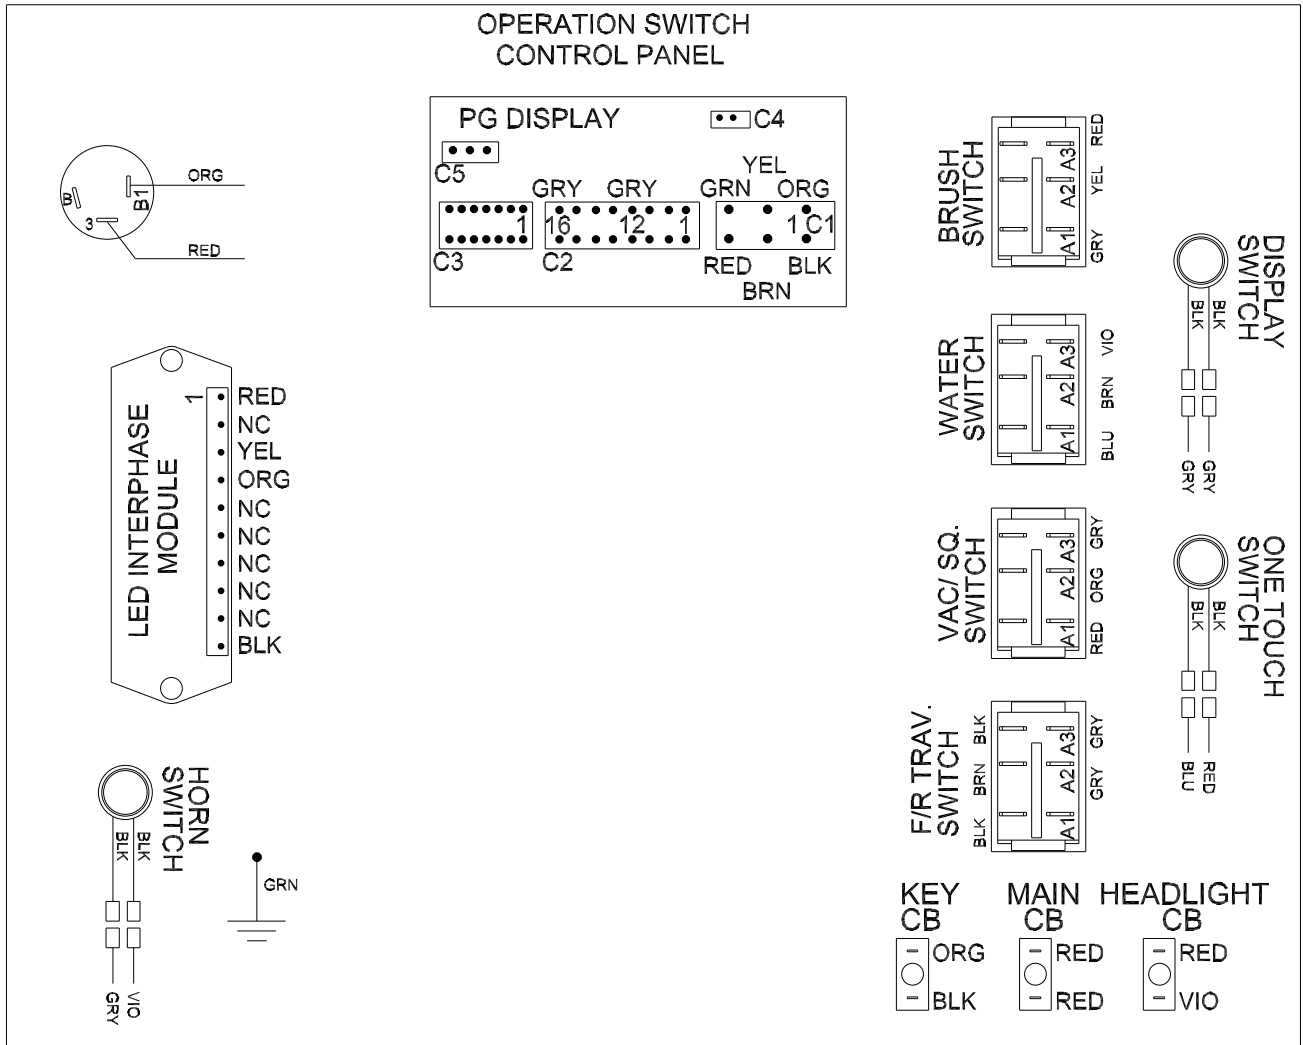 OPERATION SWITCH
CONTROL PANEL
PG DISPLAY
C4
C5
YEL
GRY GRY GRN ORG
1 16 12 1 1 C1
C3 C2 RED BLK
BRN
B1
B
3
ORG
RED
LED INTERPHASE
MODULE
1
RED
NC
YEL
ORG
NC
NC
NC
NC
NC
BLK
HORN
SWITCH
BLK
BLK
GRY
VIO
GRN
BRUSH
SWITCH
A3 RED
A2 YEL
A1 GRY
WATER
SWITCH
A3 VIO
A2 BRN
A1 BLU
VAC/ SQ.
SWITCH
A3 GRY
A2 ORG
A1 RED
F/R TRAV.
SWITCH
BLK A3 GRY
BRN A2 GRY
BLK A1
DISPLAY
SWITCH
BLK
BLK
GRY
GRY
ONE TOUCH
SWITCH
BLK
BLK
BLU
RED
KEY
CB
ORG
BLK
MAIN
CB
RED
RED
HEADLIGHT
CB
RED
VIO